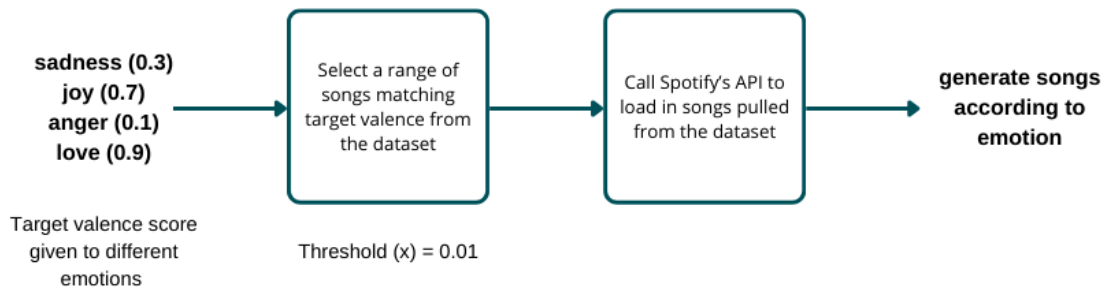 sadness (0.3)
joy (0.7)
anger (0.1)
love (0.9)
Target valence score
given to different
emotions
Select a range of
songs matching
target valence from
the dataset
Threshold (x) = 0.01
Call Spotify's API to
load in songs pulled
from the dataset
generate songs
according to
emotion